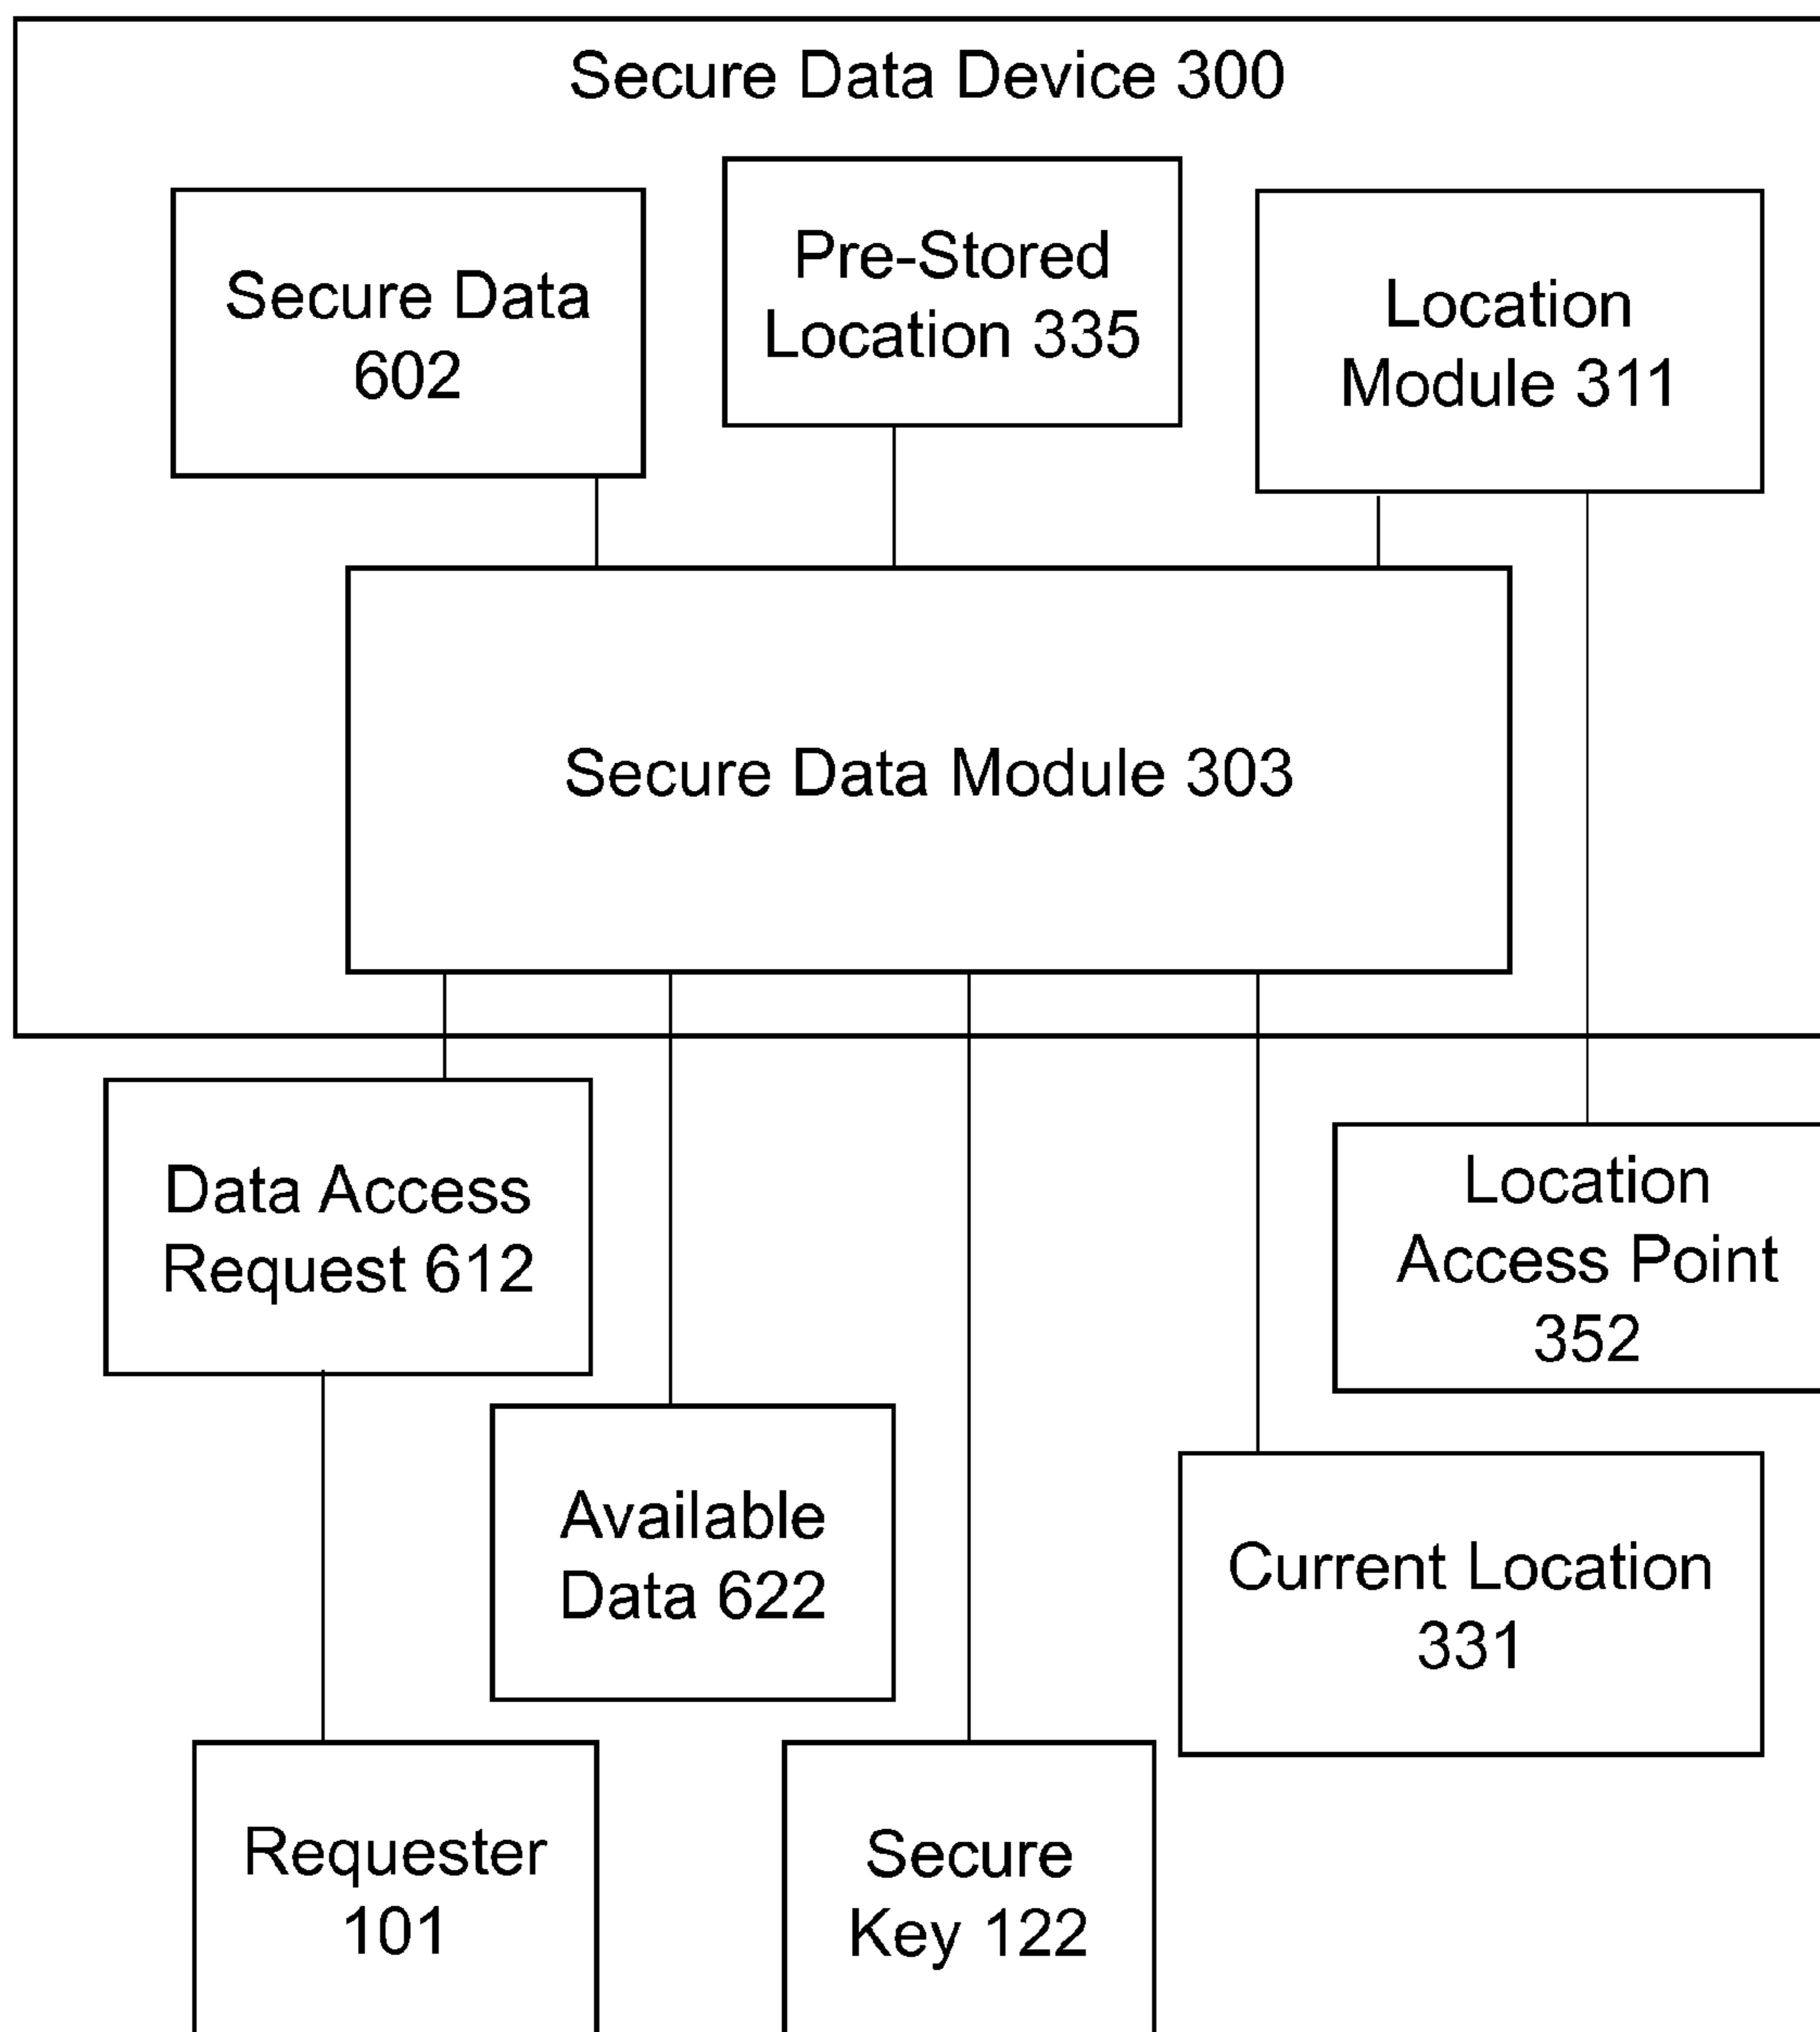 Secure Data Device 300
Secure Data
602
Pre-Stored
Location 335
Location
Module 311
Secure Data Module 303
Data Access
Request 612
Location
Access Point
352
Available
Data 622
Current Location
331
Requester
101
Secure
Key 122